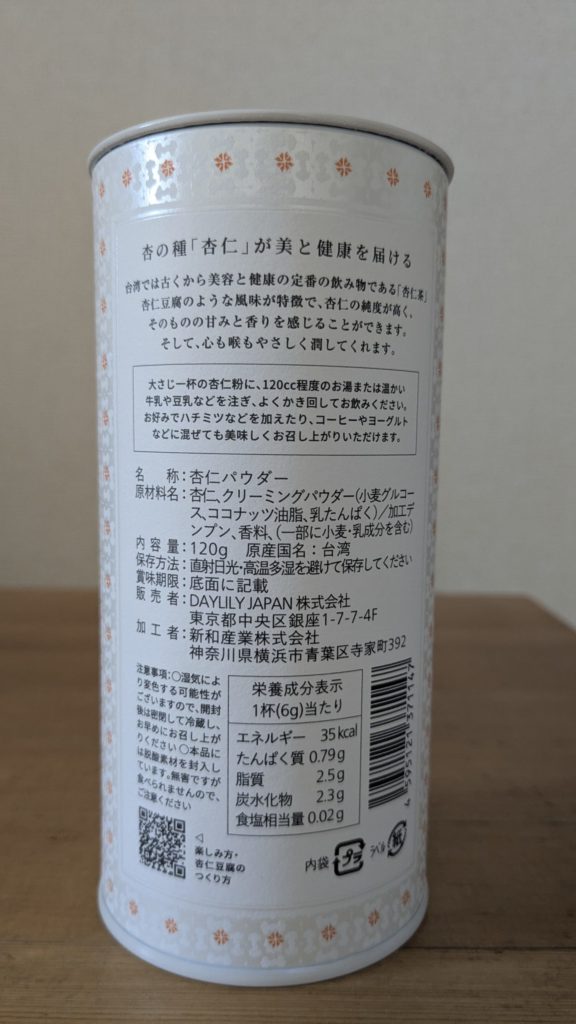 杏の種「杏仁」が美と健康を届ける
台湾では古くから美容と健康の定番の飲み物である「杏仁茶」
杏仁豆腐のような風味が特徴で、杏仁の純度が高く、
そのものの甘みと香りを感じることができます。
そして、心も喉もやさしく潤してくれます。
大さじ一杯の杏仁粉に、120cc程度のお湯または温かい
牛乳や豆乳などを注ぎ、よくかき回してお飲みください。
お好みでハチミツなどを加えたり、コーヒーやヨーグルト
などに混ぜても美味しくお召し上がりいただけます。
名 称:杏仁パウダー
原材料名:杏仁、クリーミングパウダー(小麦グルコー
ス、ココナッツ油脂、乳たんぱく)/加工デ
ンプン、香料、(一部に小麦・乳成分を含む)
内容量:120g 原産国名:台湾
保存方法:直射日光・高温多湿を避けて保存してください
賞味期限:底面に記載
販売者:DAYLILY JAPAN 株式会社
東京都中央区銀座1-7-7-4F
加工者:新和産業株式会社
神奈川県横浜市青葉区寺家町392
注意事項:○湿気によ
り変色する可能性が
ございますので、開封
後は密閉して冷蔵し、
お早めにお召し上が
りください ○本品に
は脱酸素材を封入し
ています。無害ですが
食べられませんので、
ご注意ください
栄養成分表示
1杯(6g)当たり
エネルギー 35kcal
たんぱく質 0.79g
脂質 2.5g
炭水化物 2.3g
食塩相当量 0.02g
4595121371147
◁
楽しみ方・
杏仁豆腐の
つくり方
内袋 プラ
ラベル 紙